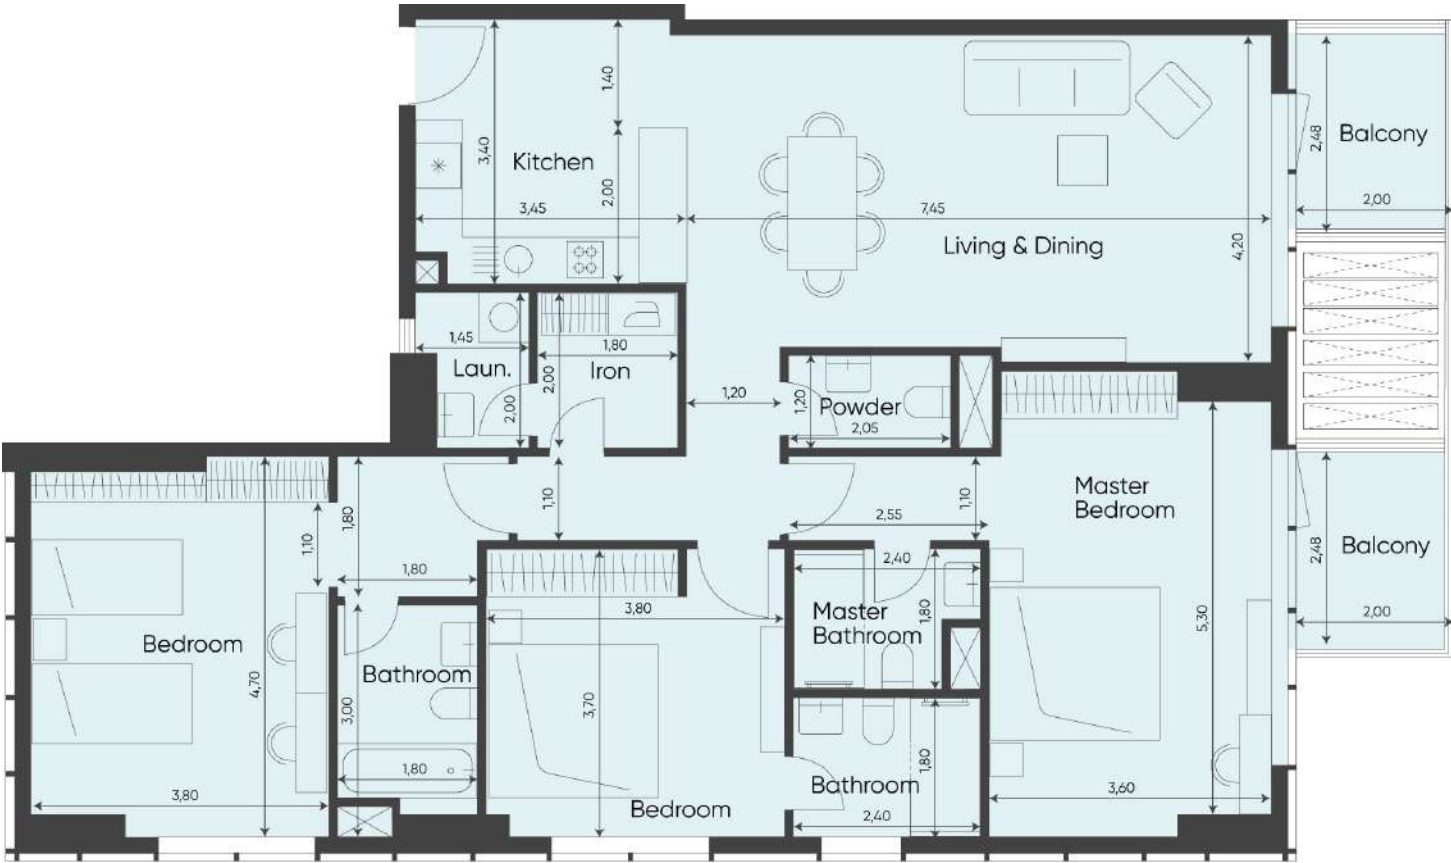 1,40
3,40
Kitchen
2,00
3,45
7,45
Living & Dining
4,20
2,48
Balcony
2,00
1,45
Laun.
2,00
1,80
Iron
2,00
1,20
1,20
Powder
2,05
Master
Bedroom
1,10
1,80
1,10
1,10
2,55
2,48
Balcony
2,00
1,80
3,80
2,40
Master
Bathroom
1,80
5,30
Bedroom
4,70
Bathroom
3,00
3,70
1,80
3,80
Bedroom
Bathroom
1,80
2,40
3,60